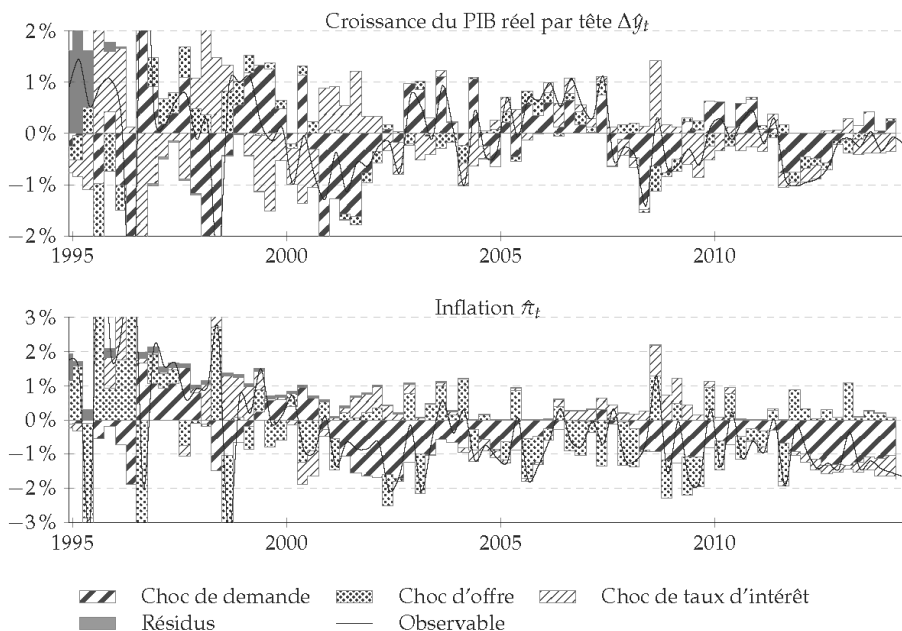 Croissance du PIB réel par tête Δŷₜ
2 %
1 %
0 %
−1 %
−2 %
1995 2000 2005 2010
Inflation π̂ₜ
3 %
2 %
1 %
0 %
−1 %
−2 %
−3 %
1995 2000 2005 2010
Choc de demande Choc d'offre Choc de taux d'intérêt
Résidus Observable